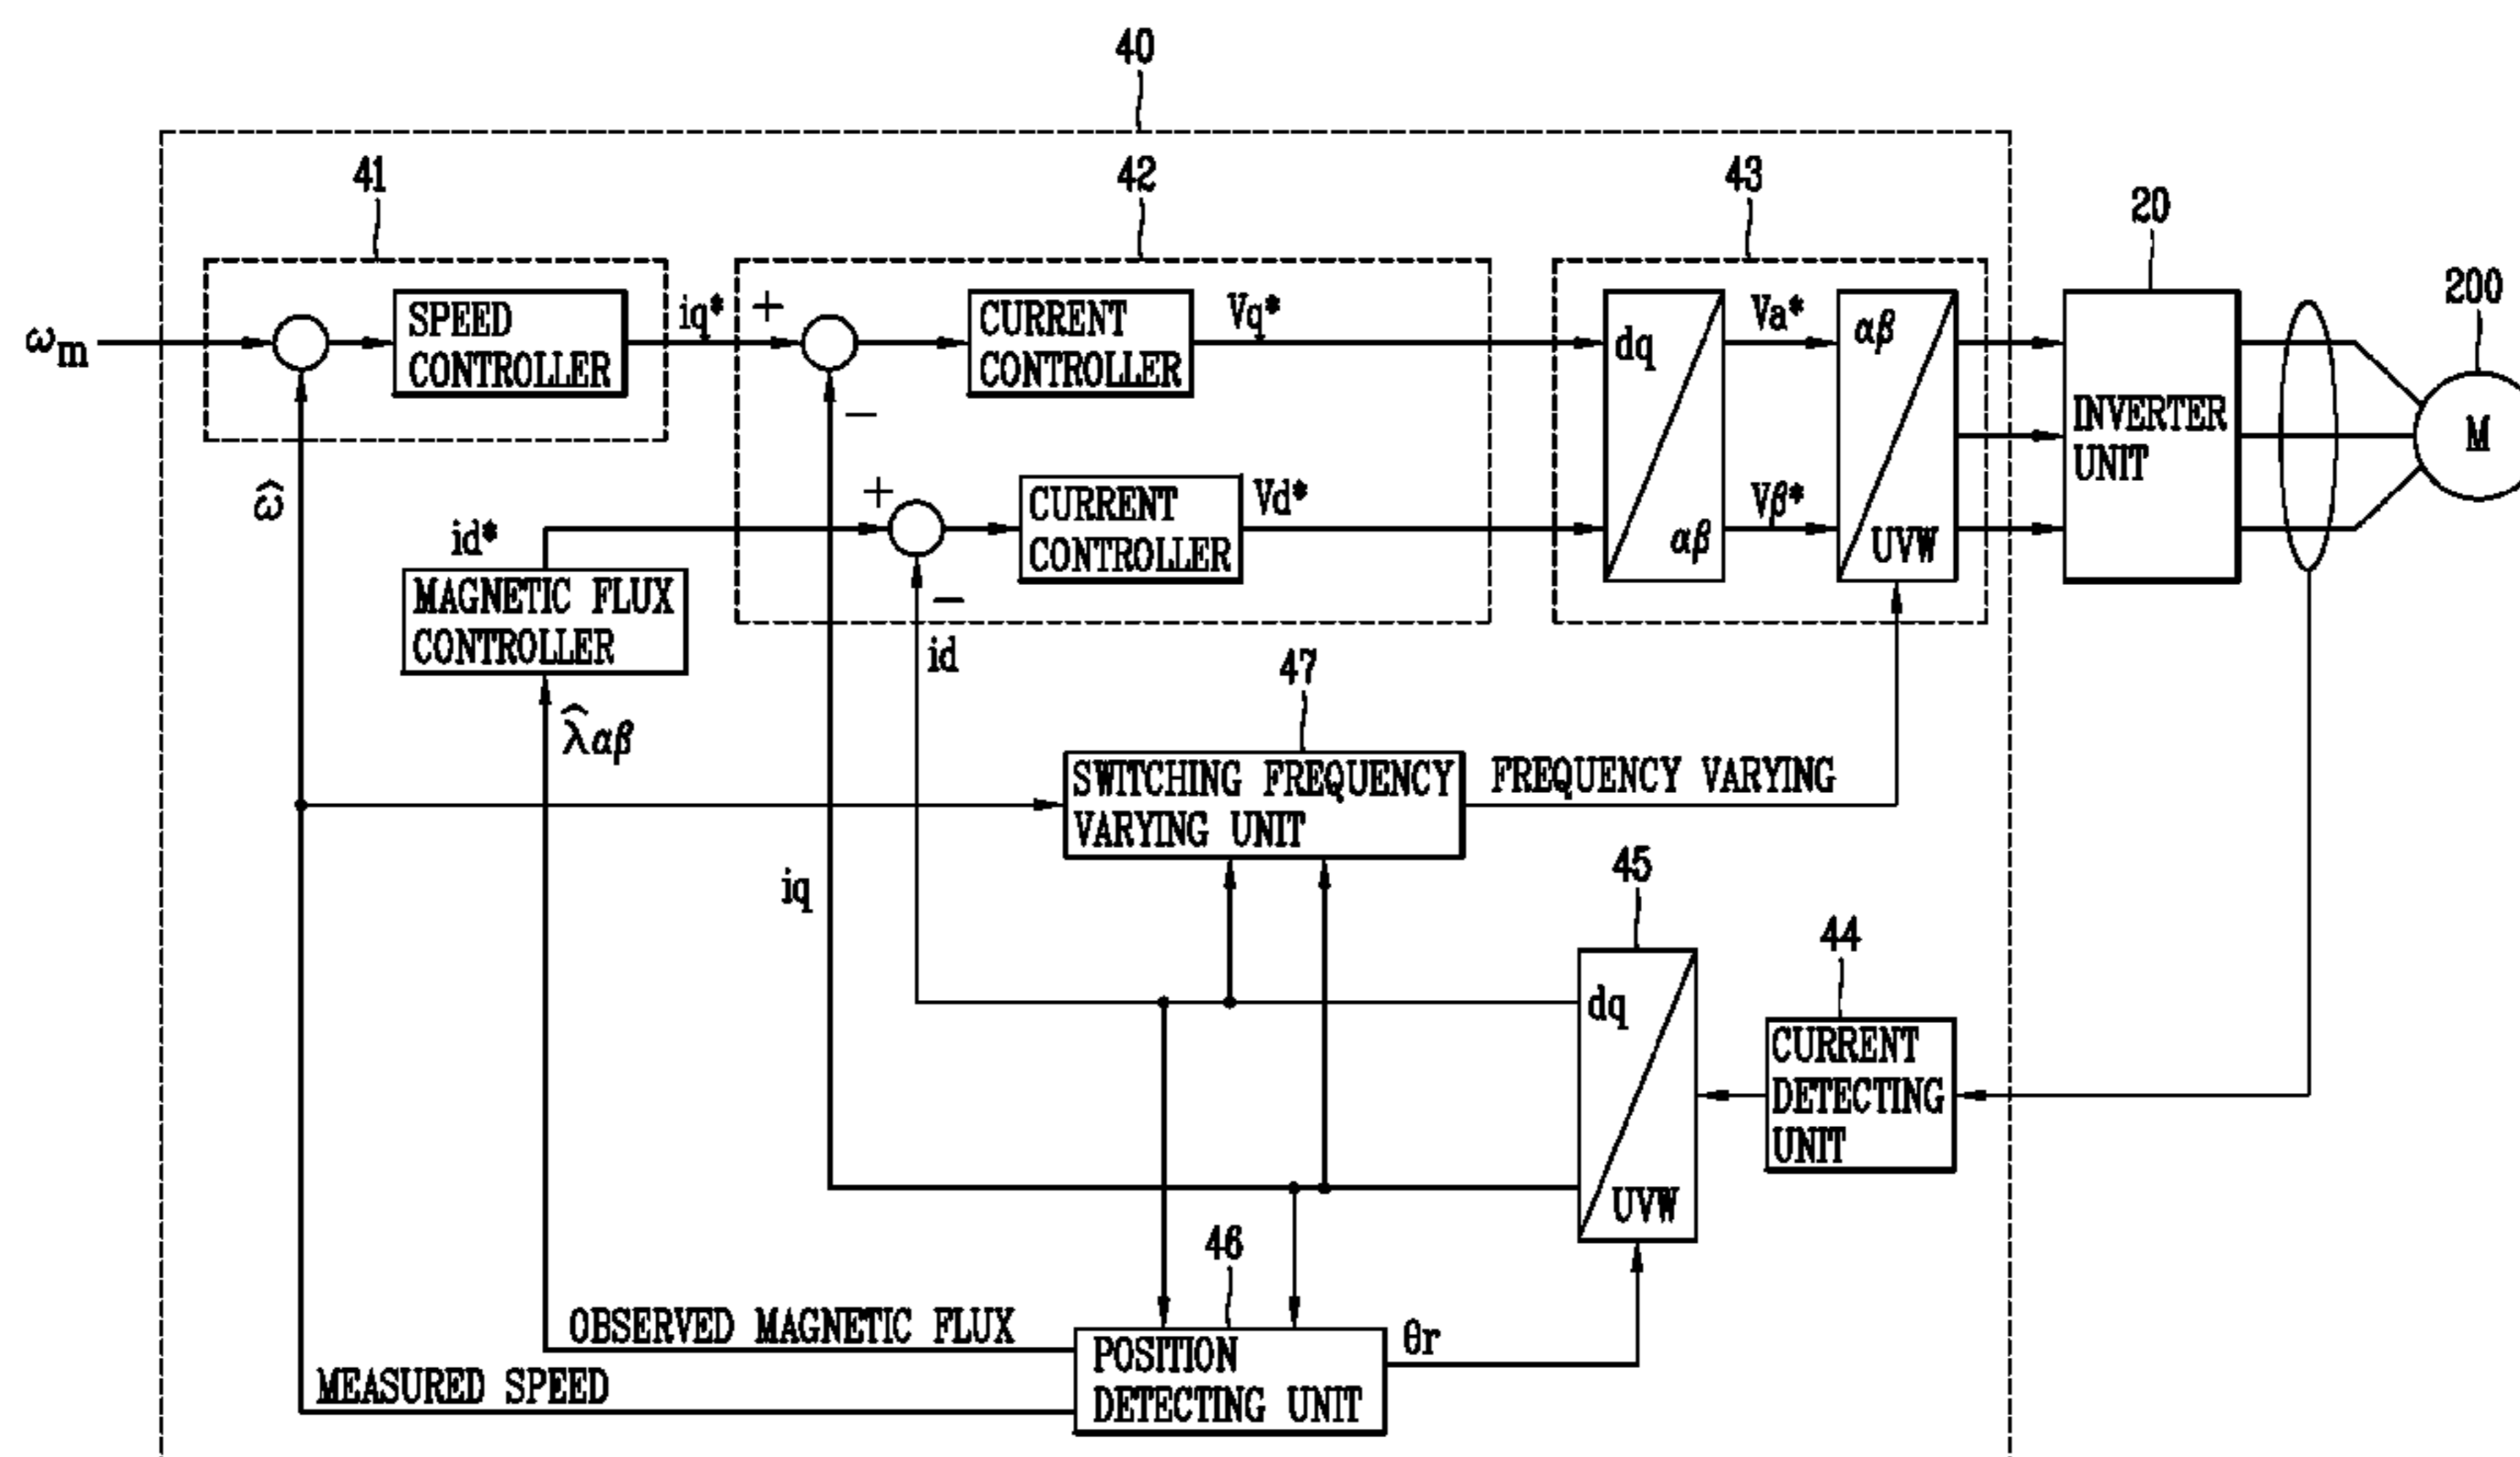 40
41
42
43
20
200
ωm
SPEED
CONTROLLER
iq*
+
−
CURRENT
CONTROLLER
Vq*
dq
αβ
Va*
Vβ*
αβ
UVW
INVERTER
UNIT
M
ω̂
id*
+
−
CURRENT
CONTROLLER
Vd*
MAGNETIC FLUX
CONTROLLER
id
λ̂αβ
47
SWITCHING FREQUENCY
VARYING UNIT
FREQUENCY VARYING
iq
45
44
dq
UVW
CURRENT
DETECTING
UNIT
46
OBSERVED MAGNETIC FLUX
MEASURED SPEED
POSITION
DETECTING UNIT
θr